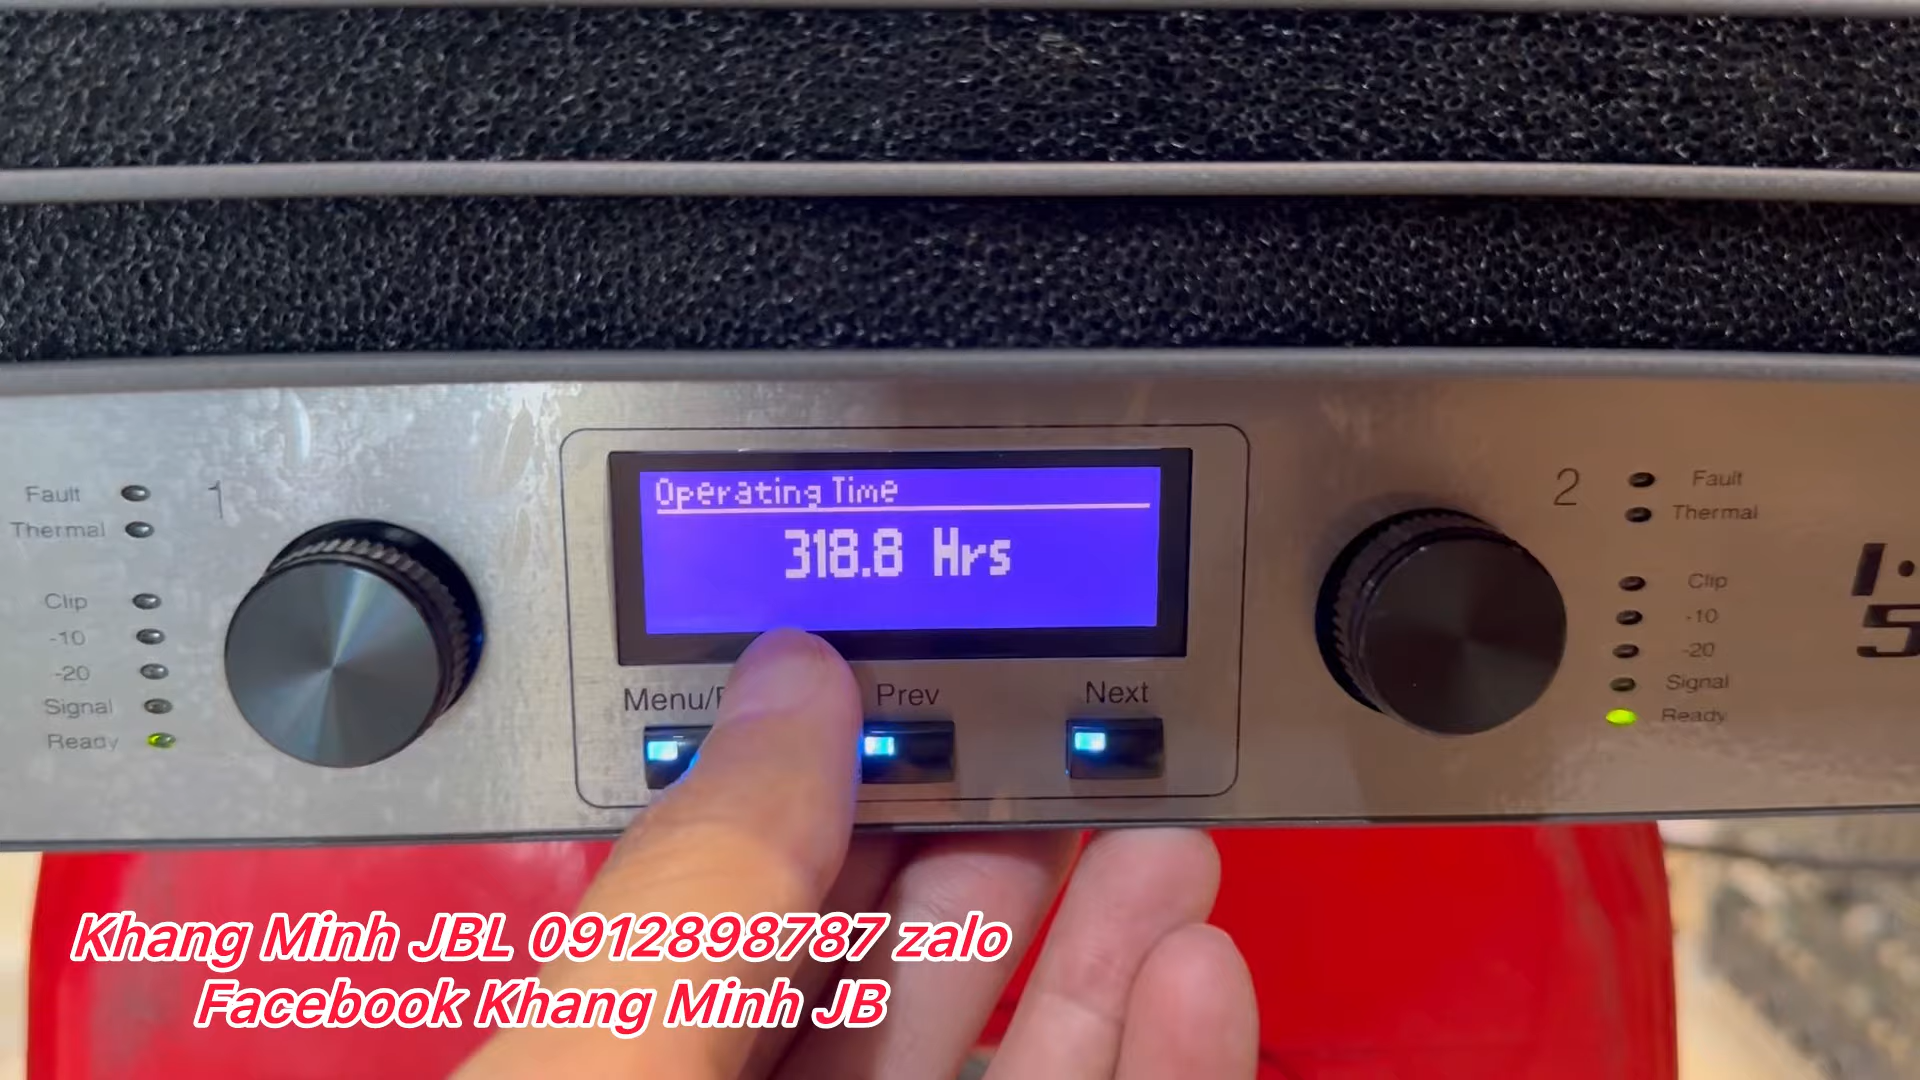 Operating Time
318.8 Hrs
1
Fault
Thermal
Clip
-10
-20
Signal
Ready
Prev
Next
2
Fault
Thermal
Clip
-10
-20
Signal
Ready
Khang Minh JBL 0912898787 zalo
Facebook Khang Minh JB